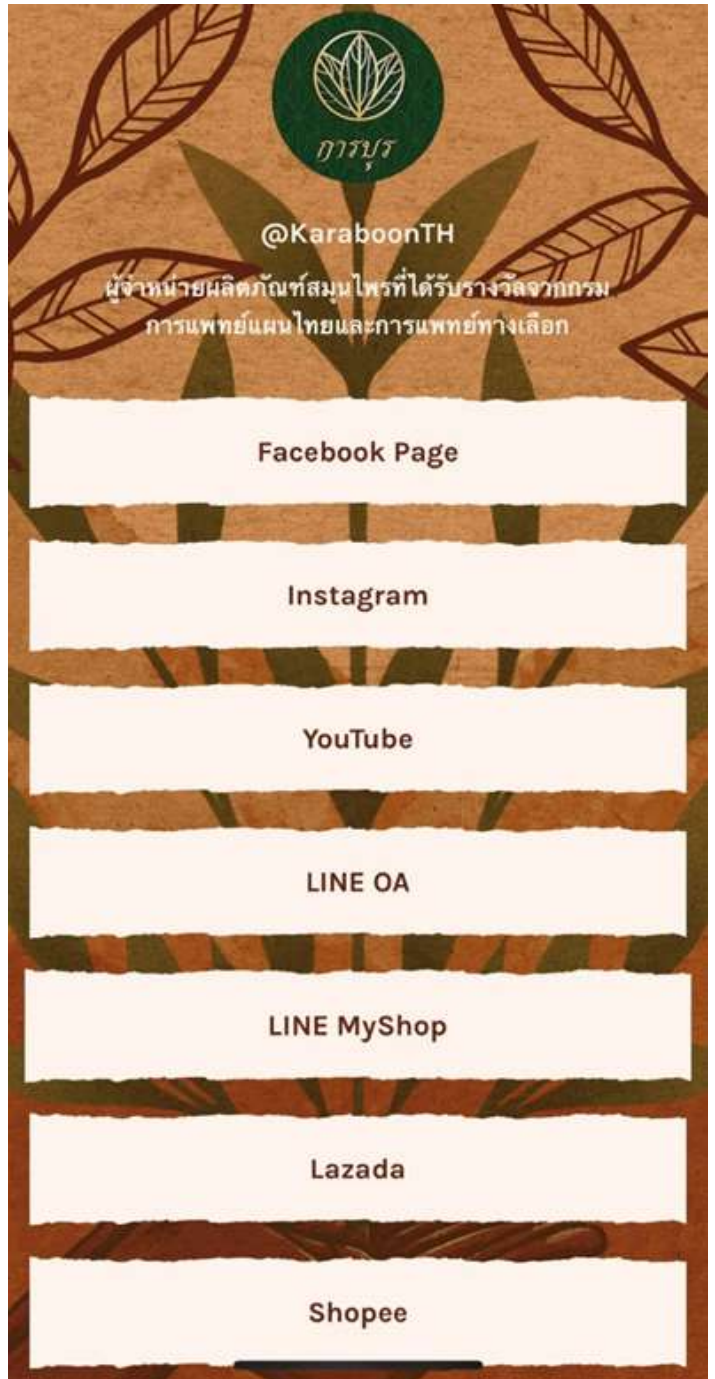 การบูร
@KaraboonTH
ผู้จำหน่ายผลิตภัณฑ์สมุนไพรที่ได้รับรางวัลจากกรม
การแพทย์แผนไทยและการแพทย์ทางเลือก
Facebook Page
Instagram
YouTube
LINE OA
LINE MyShop
Lazada
Shopee